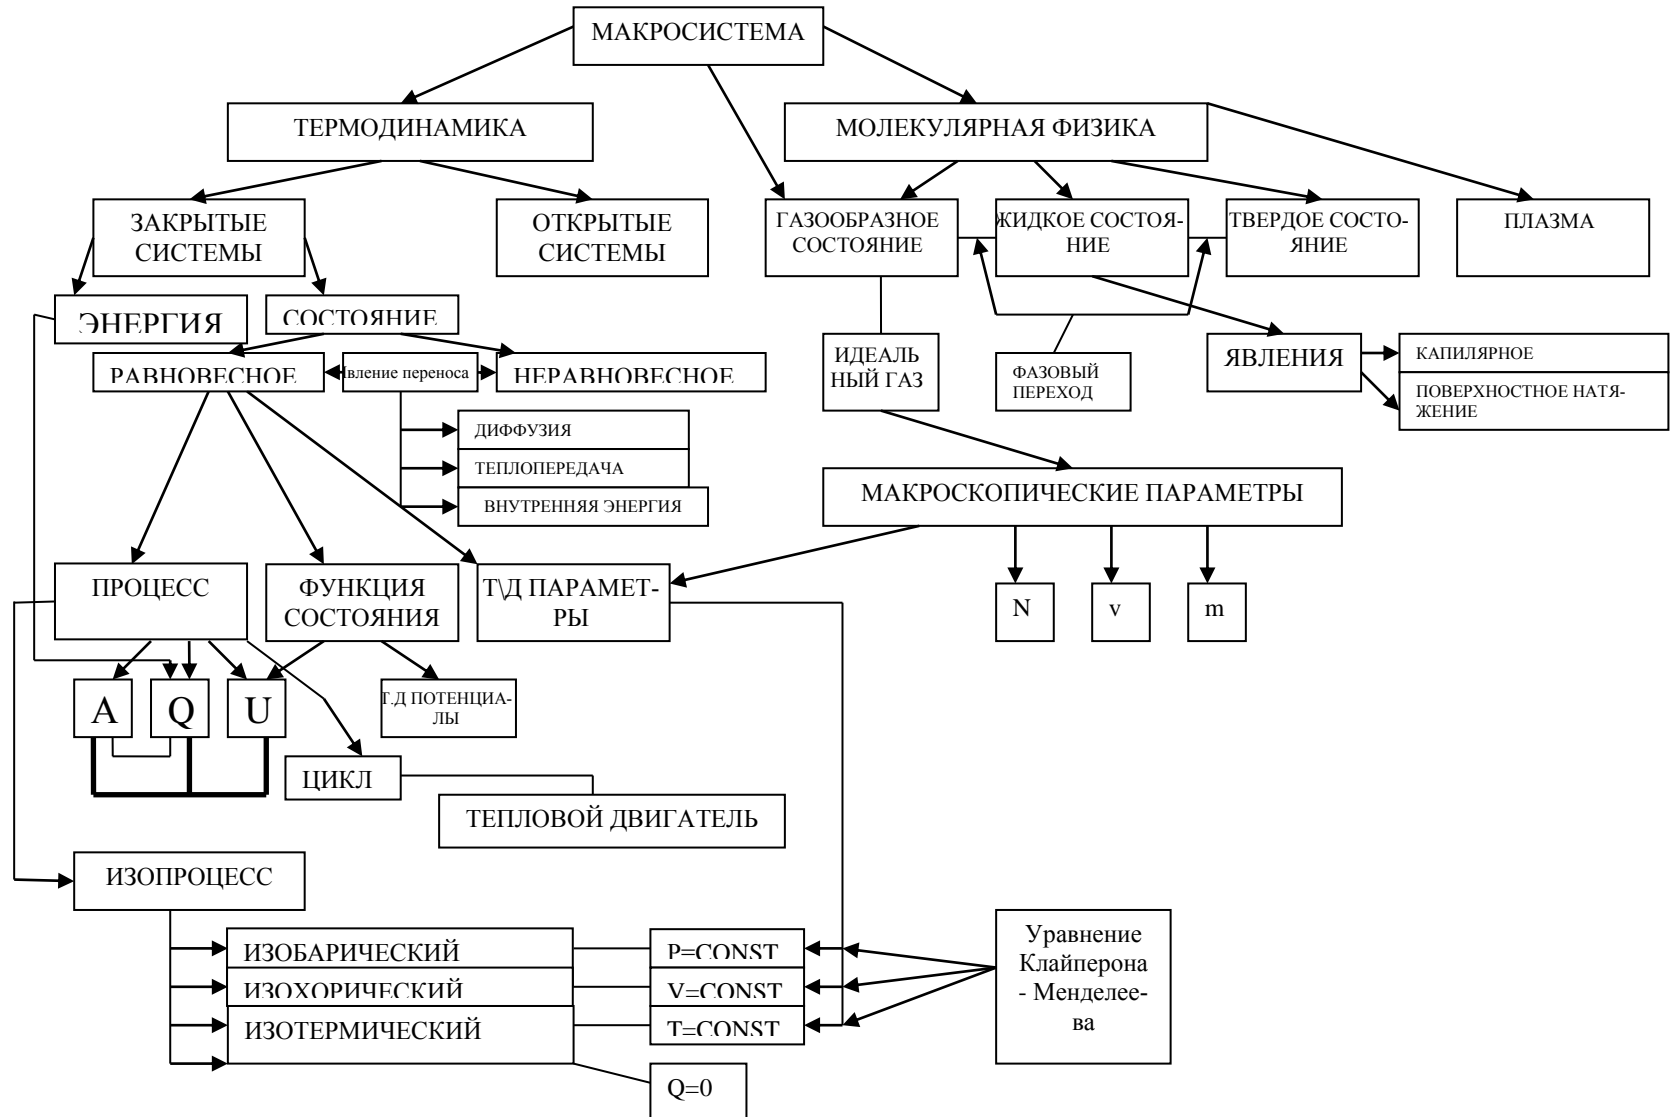 МАКРОСИСТЕМА
ТЕРМОДИНАМИКА
МОЛЕКУЛЯРНАЯ ФИЗИКА
ЗАКРЫТЫЕ
СИСТЕМЫ
ОТКРЫТЫЕ
СИСТЕМЫ
ГАЗООБРАЗНОЕ
СОСТОЯНИЕ
ЖИДКОЕ СОСТОЯ-
НИЕ
ТВЕРДОЕ СОСТО-
ЯНИЕ
ПЛАЗМА
ЭНЕРГИЯ
СОСТОЯНИЕ
РАВНОВЕСНОЕ
явление переноса
НЕРАВНОВЕСНОЕ
ИДЕАЛЬ
НЫЙ ГАЗ
ФАЗОВЫЙ
ПЕРЕХОД
ЯВЛЕНИЯ
КАПИЛЯРНОЕ
ПОВЕРХНОСТНОЕ НАТЯ-
ЖЕНИЕ
ДИФФУЗИЯ
ТЕПЛОПЕРЕДАЧА
ВНУТРЕННЯЯ ЭНЕРГИЯ
МАКРОСКОПИЧЕСКИЕ ПАРАМЕТРЫ
ПРОЦЕСС
ФУНКЦИЯ
СОСТОЯНИЯ
Т\Д ПАРАМЕТ-
РЫ
N
v
m
A
Q
U
Т.Д ПОТЕНЦИА-
ЛЫ
ЦИКЛ
ТЕПЛОВОЙ ДВИГАТЕЛЬ
ИЗОПРОЦЕСС
ИЗОБАРИЧЕСКИЙ
P=CONST
ИЗОХОРИЧЕСКИЙ
V=CONST
ИЗОТЕРМИЧЕСКИЙ
T=CONST
Q=0
Уравнение
Клайперона
- Менделее-
ва